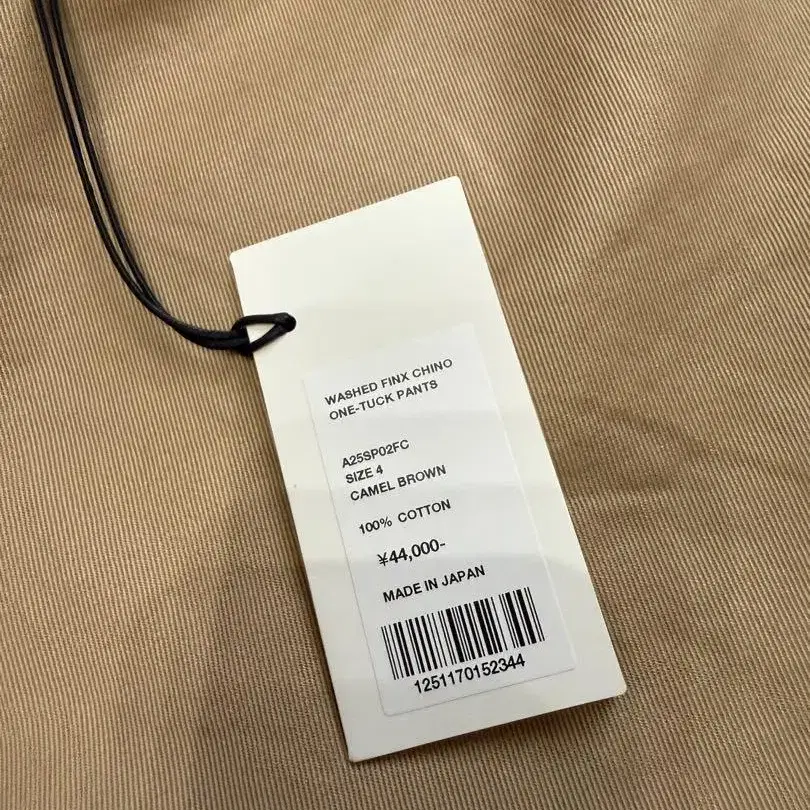 WASHED FINX CHINO
ONE-TUCK PANTS
A25SP02FC
SIZE 4
CAMEL BROWN
100% COTTON
¥44,000-
MADE IN JAPAN
1251170152344